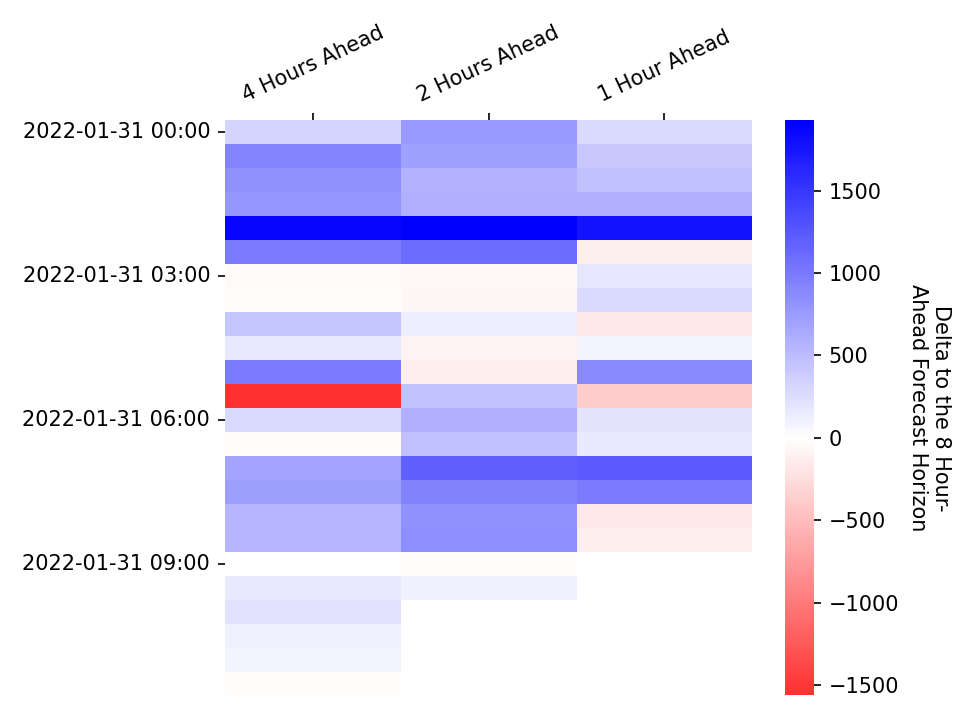 4 Hours Ahead
2 Hours Ahead
1 Hour Ahead
2022-01-31 00:00
2022-01-31 03:00
2022-01-31 06:00
2022-01-31 09:00
1500
1000
500
0
−500
−1000
−1500
Delta to the 8 Hour-
Ahead Forecast Horizon